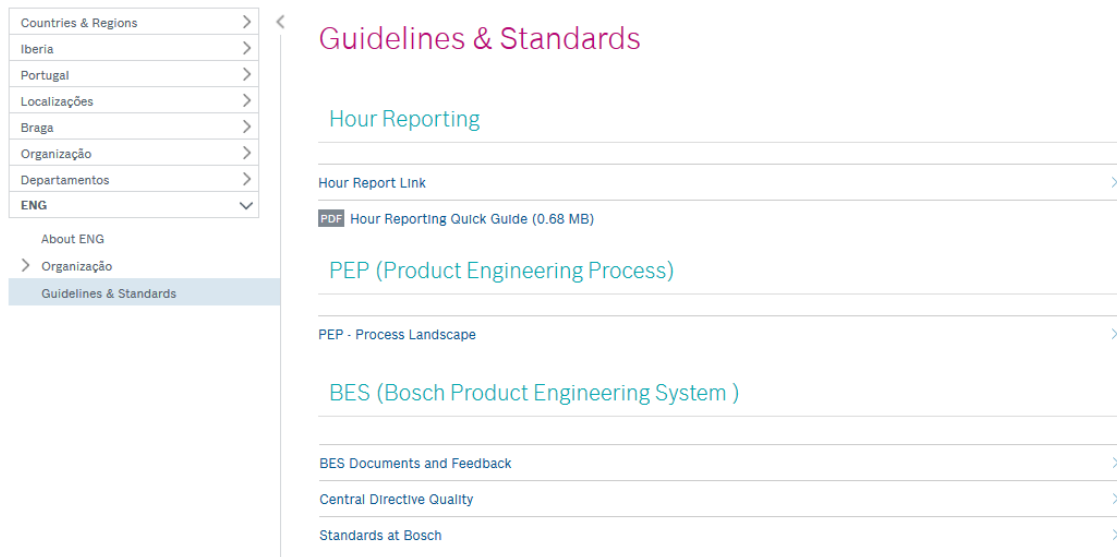 Countries & Regions
Iberia
Portugal
Localizações
Braga
Organização
Departamentos
ENG
About ENG
Organização
Guidelines & Standards
Guidelines & Standards
Hour Reporting
Hour Report Link
PDF Hour Reporting Quick Guide (0.68 MB)
PEP (Product Engineering Process)
PEP - Process Landscape
BES (Bosch Product Engineering System )
BES Documents and Feedback
Central Directive Quality
Standards at Bosch